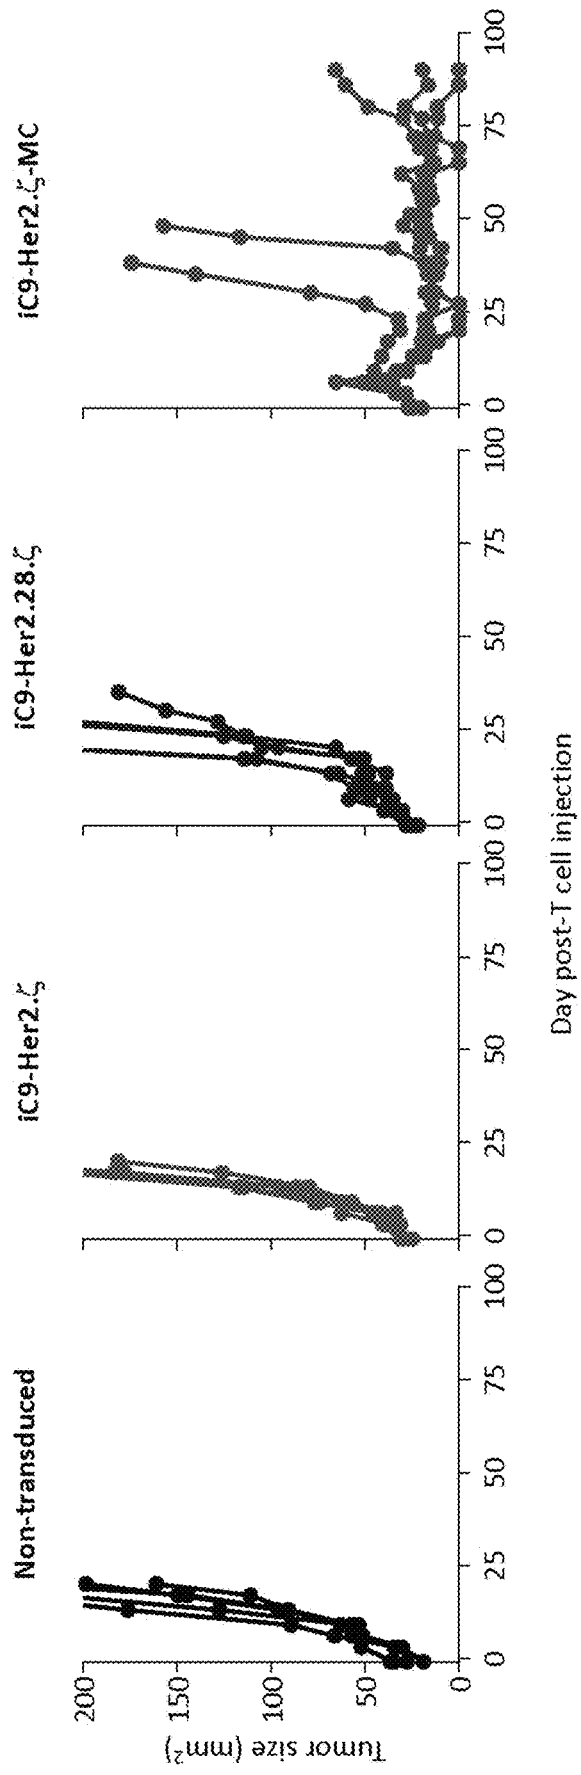 Non-transduced
iC9-Her2.ζ
iC9-Her2.28.ζ
iC9-Her2.ζ-MC
Tumor size (mm²)
200
150
100
50
0
0 25 50 75 100
0 25 50 75 100
0 25 50 75 100
0 25 50 75 100
Day post-T cell injection